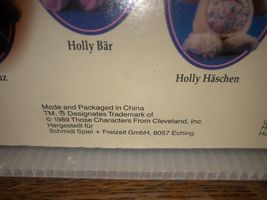 Holly Bär
Holly Häschen
Made and Packaged in China
TM, ® Designates Trademark of
© 1989 Those Characters From Cleveland, Inc.
Hergestellt für
Schmidt Spiel + Freizeit GmbH, 8057 Eching